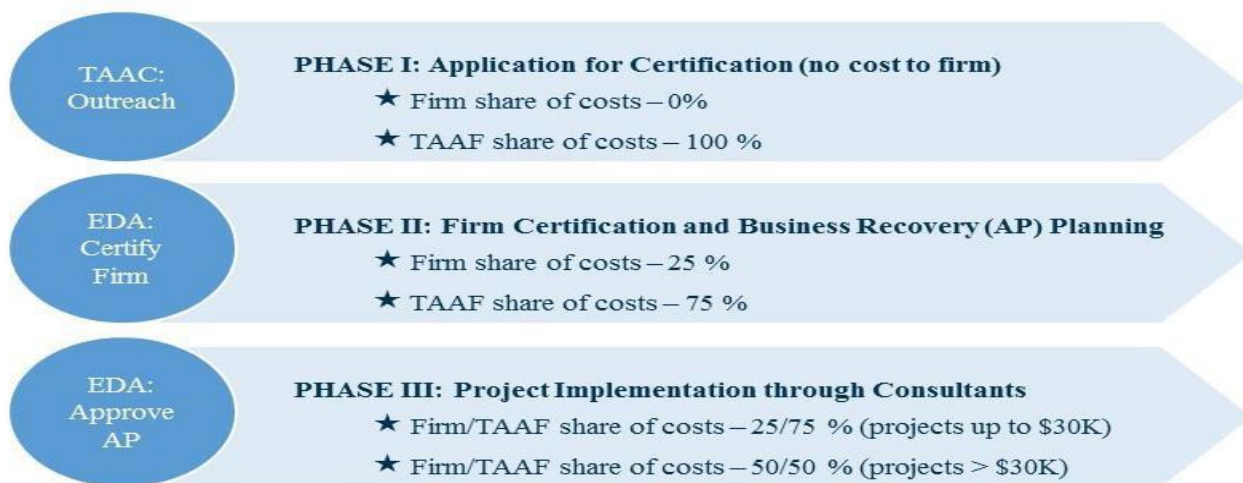 TAAC:
Outreach
PHASE I: Application for Certification (no cost to firm)
★ Firm share of costs – 0%
★ TAAF share of costs – 100 %
EDA:
Certify
Firm
PHASE II: Firm Certification and Business Recovery (AP) Planning
★ Firm share of costs – 25 %
★ TAAF share of costs – 75 %
EDA:
Approve
AP
PHASE III: Project Implementation through Consultants
★ Firm/TAAF share of costs – 25/75 % (projects up to $30K)
★ Firm/TAAF share of costs – 50/50 % (projects > $30K)